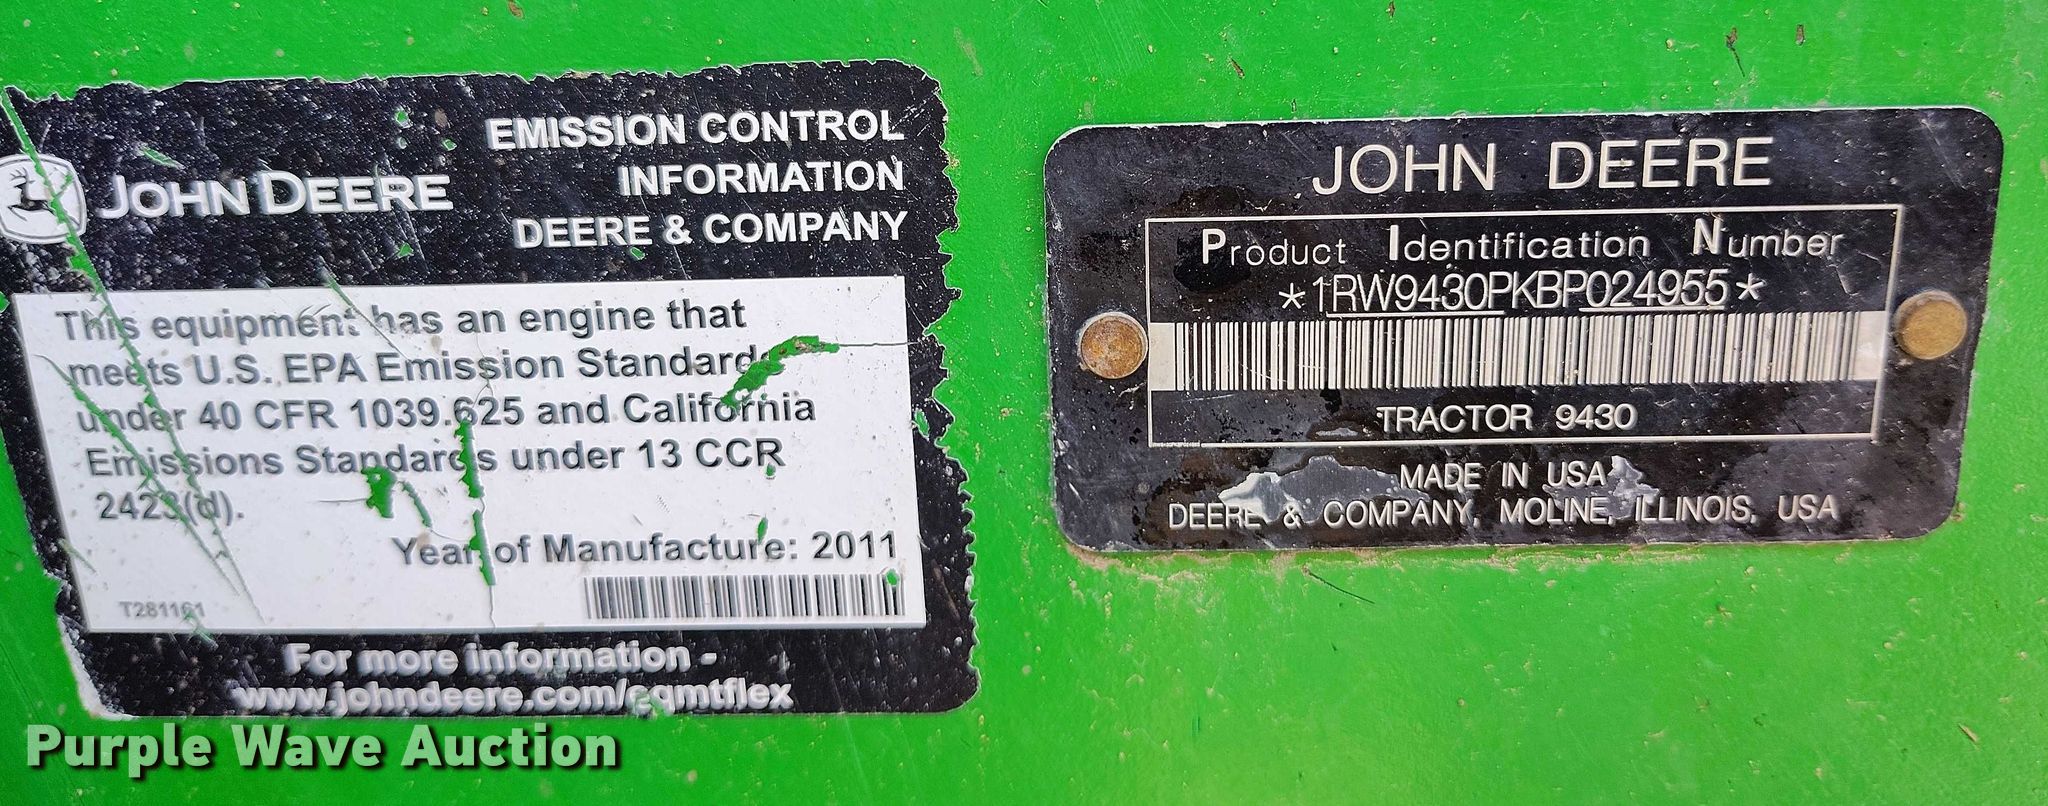 JOHN DEERE
EMISSION CONTROL
INFORMATION
DEERE & COMPANY
This equipment has an engine that
meets U.S. EPA Emission Standards
under 40 CFR 1039.625 and California
Emissions Standards under 13 CCR
2423(d).
Year of Manufacture: 2011
T281161
For more information -
www.johndeere.com/eqmtflex
JOHN DEERE
Product Identification Number
*1RW9430PKBP024955*
TRACTOR 9430
MADE IN USA
DEERE & COMPANY, MOLINE, ILLINOIS, USA
Purple Wave Auction